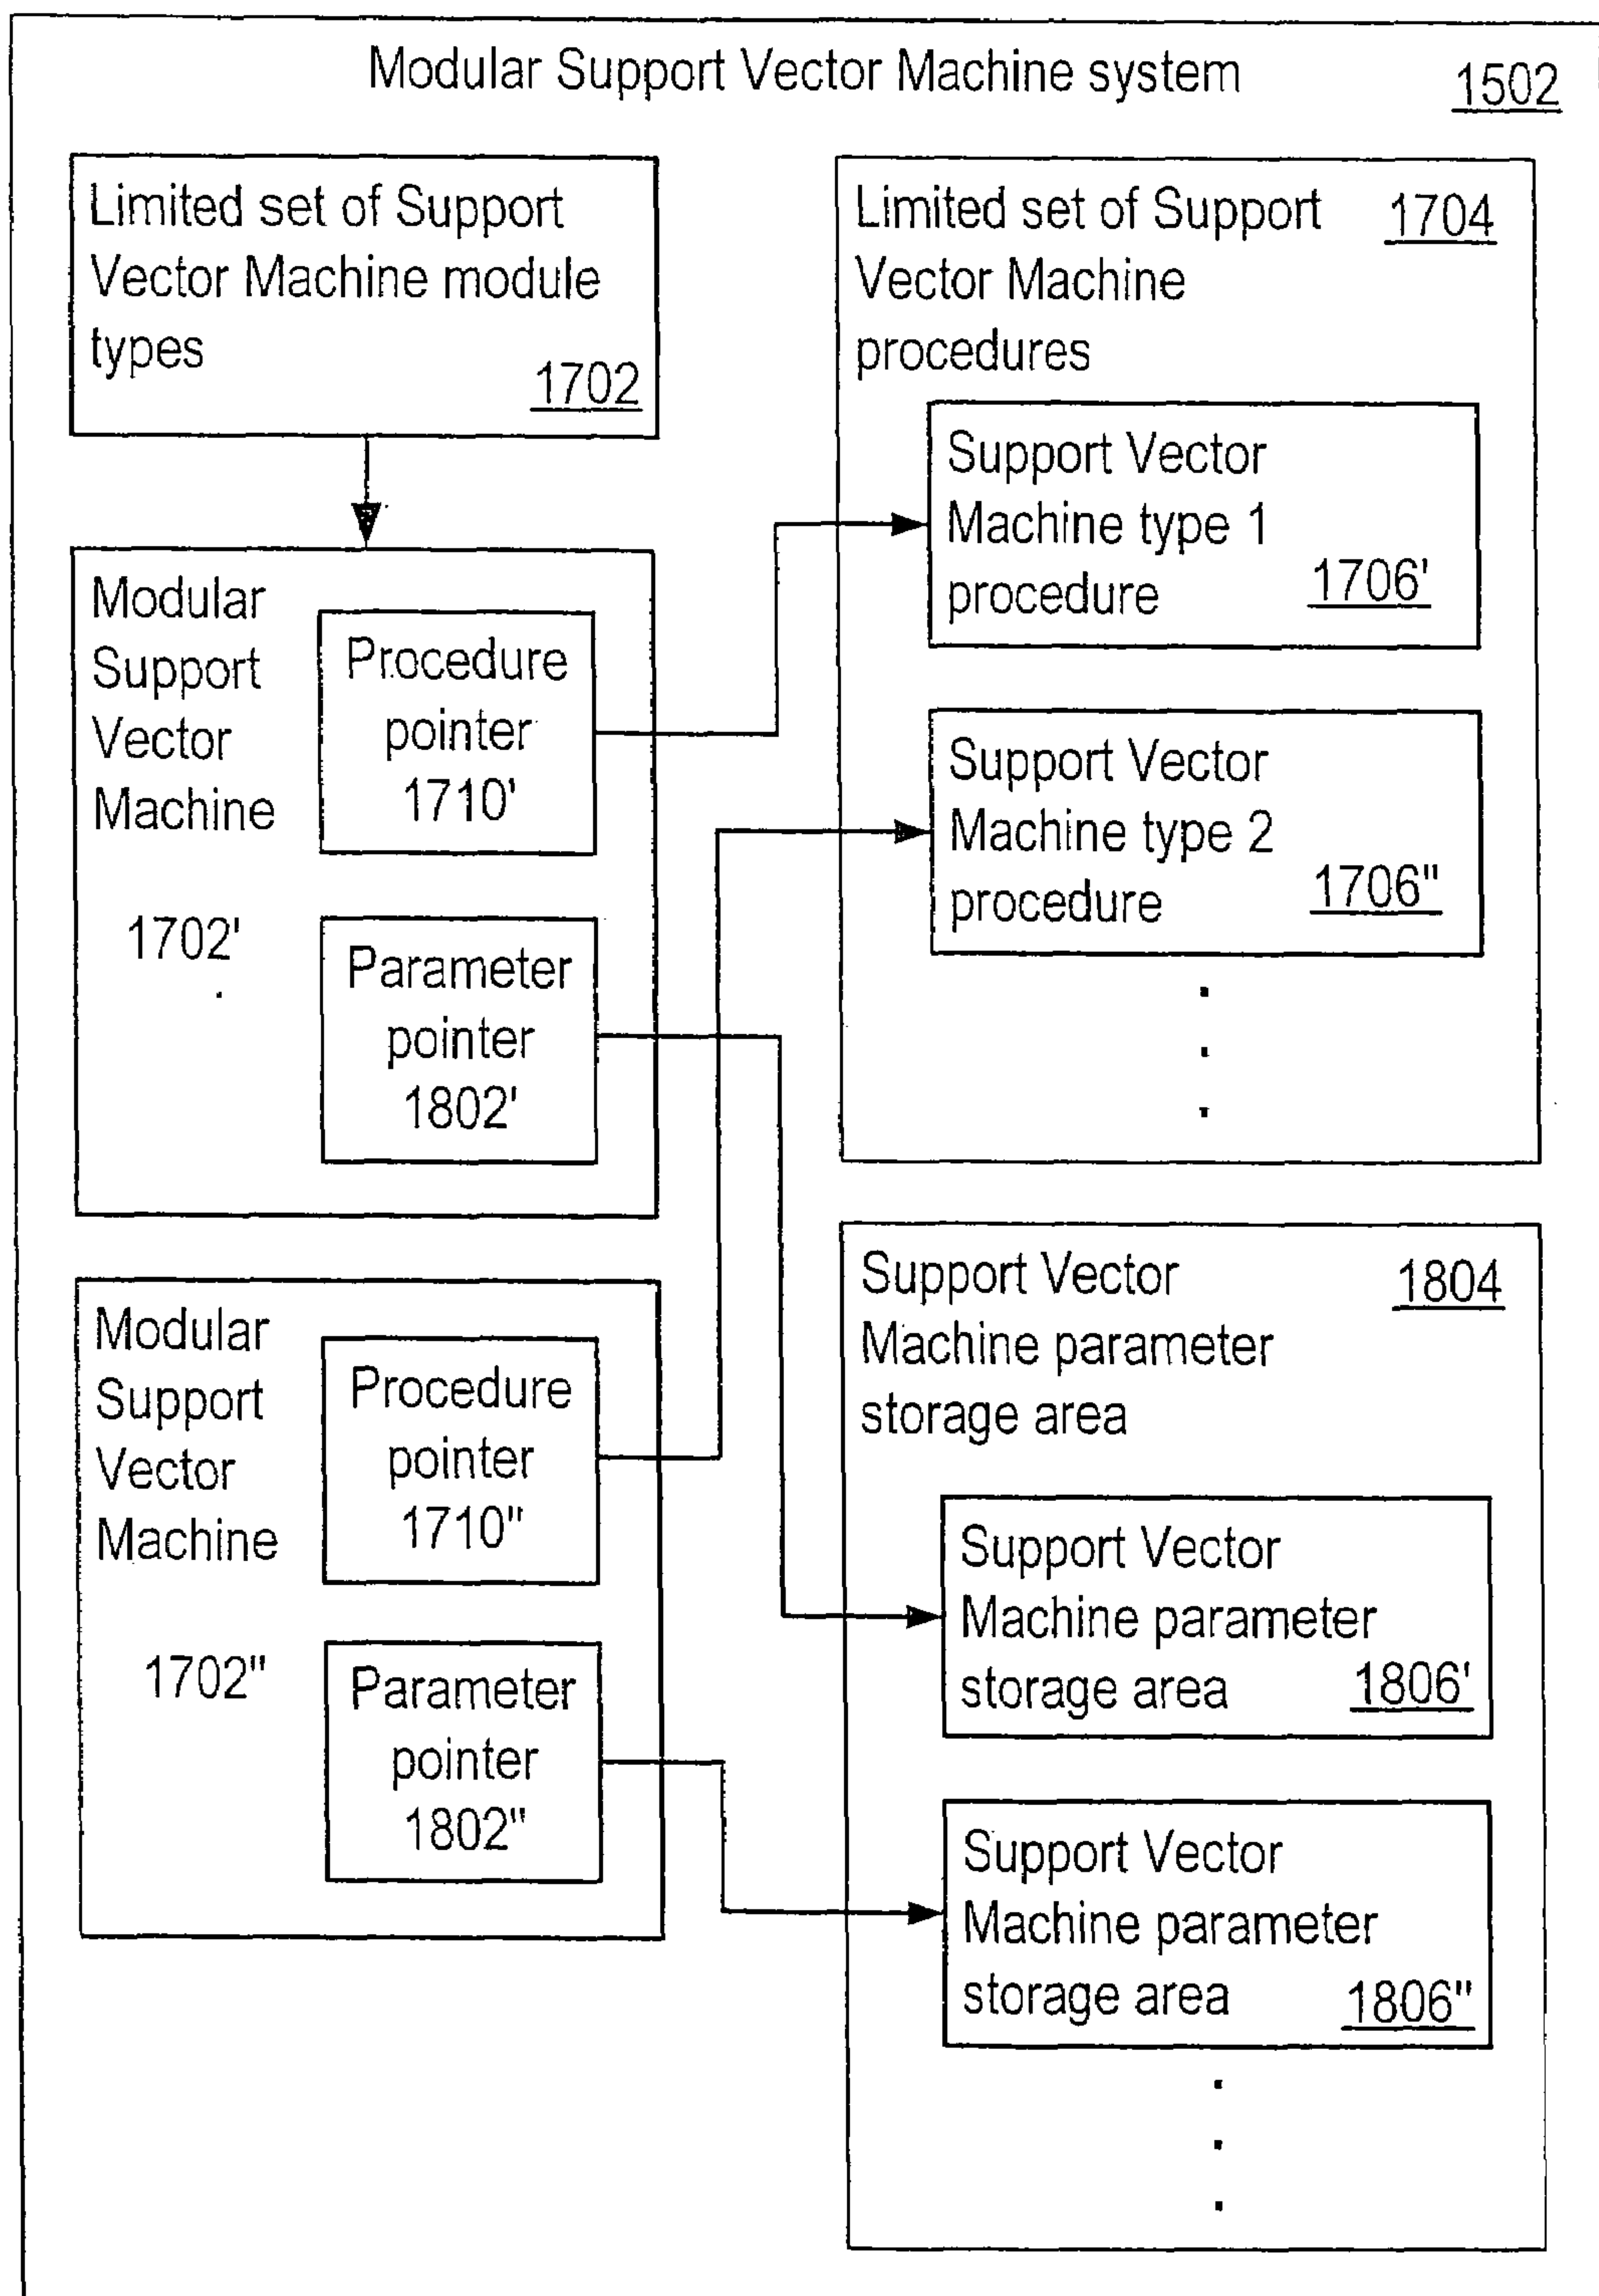 Modular Support Vector Machine system
1502
Limited set of Support
Vector Machine module
types
1702
Modular
Support
Vector
Machine
1702'
Procedure
pointer
1710'
Parameter
pointer
1802'
Modular
Support
Vector
Machine
1702"
Procedure
pointer
1710"
Parameter
pointer
1802"
Limited set of Support
Vector Machine
procedures
1704
Support Vector
Machine type 1
procedure
1706'
Support Vector
Machine type 2
procedure
1706"
Support Vector
Machine parameter
storage area
1804
Support Vector
Machine parameter
storage area
1806'
Support Vector
Machine parameter
storage area
1806"